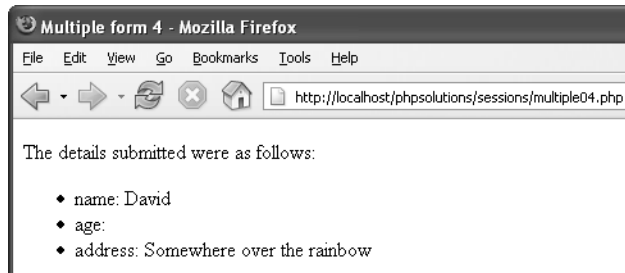 Multiple form 4 - Mozilla Firefox
File Edit View Go Bookmarks Tools Help
http://localhost/phpsolutions/sessions/multiple04.php
The details submitted were as follows:
• name: David
• age:
• address: Somewhere over the rainbow